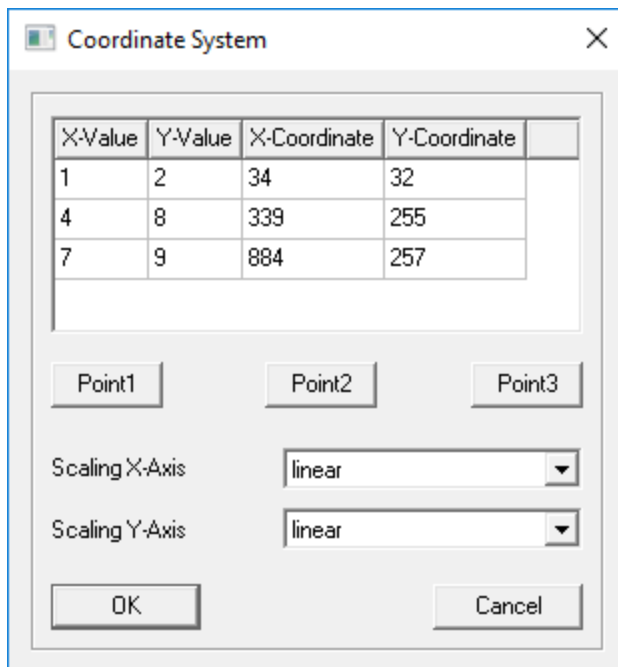 Coordinate System
X-Value Y-Value X-Coordinate Y-Coordinate
1 2 34 32
4 8 339 255
7 9 884 257
Point1 Point2 Point3
Scaling X-Axis linear
Scaling Y-Axis linear
OK Cancel